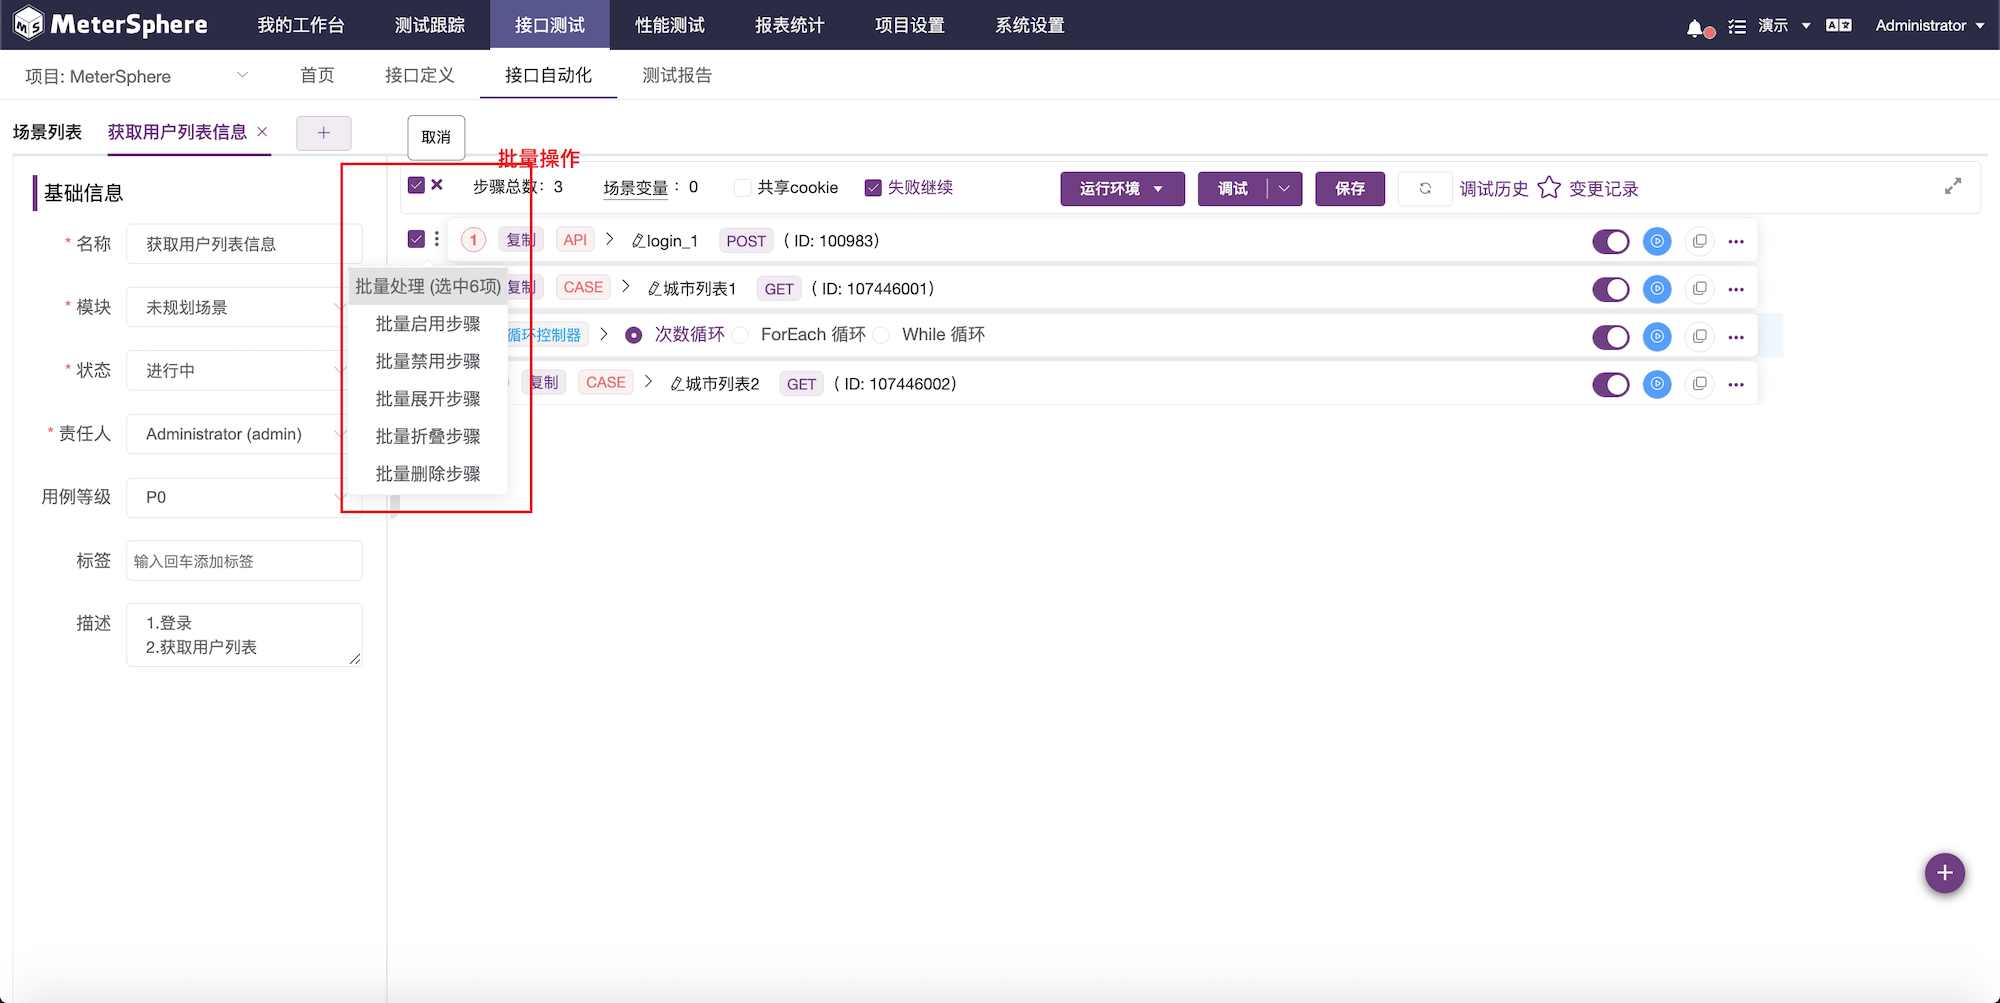 MeterSphere 我的工作台 测试跟踪 接口测试 性能测试 报表统计 项目设置 系统设置 演示 Administrator
项目: MeterSphere 首页 接口定义 接口自动化 测试报告
场景列表 获取用户列表信息 取消
批量操作
基础信息
步骤总数：3 场景变量：0 共享cookie 失败继续 运行环境 调试 保存 调试历史 变更记录
* 名称 获取用户列表信息
1 复制 API login_1 POST ( ID: 100983)
批量处理 (选中6项) 复制 CASE 城市列表1 GET ( ID: 107446001)
* 模块 未规划场景
批量启用步骤
循环控制器 次数循环 ForEach 循环 While 循环
批量禁用步骤
* 状态 进行中
复制 CASE 城市列表2 GET ( ID: 107446002)
批量展开步骤
* 责任人 Administrator (admin)
批量折叠步骤
批量删除步骤
用例等级 P0
标签 输入回车添加标签
描述 1.登录
2.获取用户列表